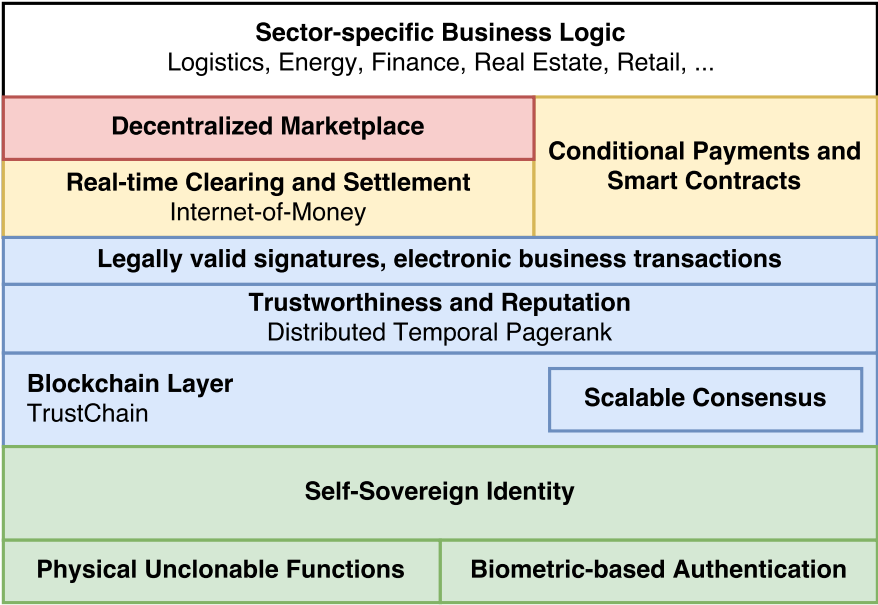 Sector-specific Business Logic
Logistics, Energy, Finance, Real Estate, Retail, ...
Decentralized Marketplace
Conditional Payments and
Smart Contracts
Real-time Clearing and Settlement
Internet-of-Money
Legally valid signatures, electronic business transactions
Trustworthiness and Reputation
Distributed Temporal Pagerank
Blockchain Layer
TrustChain
Scalable Consensus
Self-Sovereign Identity
Physical Unclonable Functions
Biometric-based Authentication